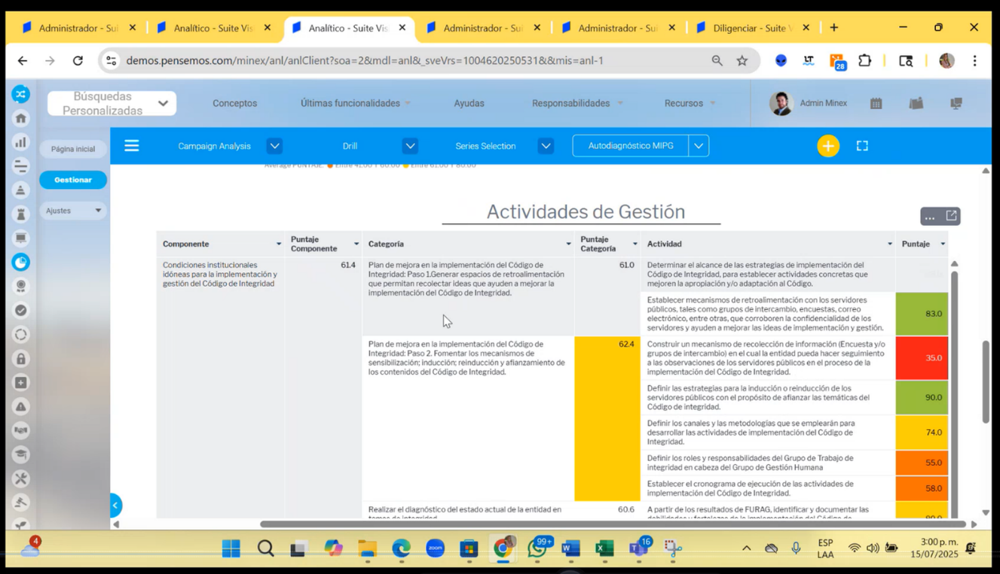 Administrador - Sui
Analítico - Suite Vis
Analítico - Suite Vis
Administrador - Sui
Administrador - Sui
Diligenciar - Suite V
demos.pensemos.com/minex/anl/anlClient?soa=2&mdl=anl&_sveVrs=1004620250531&&mis=anl-1
28
Búsquedas
Personalizadas
Conceptos
Últimas funcionalidades
Ayudas
Responsabilidades
Recursos
Admin Minex
Página inicial
Gestionar
Ajustes
Campaign Analysis
Drill
Series Selection
Autodiagnóstico MIPG
Average PUNTAJE: Entre 41.00 Y 60.00 Entre 61.00 Y 80.00
Actividades de Gestión
Componente
Puntaje
Componente
Categoría
Puntaje
Categoría
Actividad
Puntaje
Condiciones institucionales
idóneas para la implementación y
gestión del Código de Integridad
61.4
Plan de mejora en la implementación del Código de
Integridad: Paso 1.Generar espacios de retroalimentación
que permitan recolectar ideas que ayuden a mejorar la
implementación del Código de Integridad.
61.0
Determinar el alcance de las estrategias de implementación del
Código de Integridad, para establecer actividades concretas que
mejoren la apropiación y/o adaptación al Código.
Establecer mecanismos de retroalimentación con los servidores
públicos, tales como grupos de intercambio, encuestas, correo
electrónico, entre otras, que corroboren la confidencialidad de los
servidores y ayuden a mejorar las ideas de implementación y gestión.
83.0
Plan de mejora en la implementación del Código de
Integridad: Paso 2. Fomentar los mecanismos de
sensibilización; inducción; reinducción y afianzamiento de
los contenidos del Código de Integridad.
62.4
Construir un mecanismo de recolección de información (Encuesta y/o
grupos de intercambio) en el cual la entidad pueda hacer seguimiento
a las observaciones de los servidores públicos en el proceso de la
implementación del Código de Integridad.
35.0
Definir las estrategias para la inducción o reinducción de los
servidores públicos con el propósito de afianzar las temáticas del
Código de integridad.
90.0
Definir los canales y las metodologías que se emplearán para
desarrollar las actividades de implementación del Código de
Integridad.
74.0
Definir los roles y responsabilidades del Grupo de Trabajo de
integridad en cabeza del Grupo de Gestión Humana
55.0
Establecer el cronograma de ejecución de las actividades de
implementación del Código de Integridad.
58.0
Realizar el diagnóstico del estado actual de la entidad en
temas de integridad
60.6
A partir de los resultados de FURAG, identificar y documentar las
debilidades y fortalezas de la implementación del Código de
80.0
4
zoom
99+
16
ESP
LAA
3:00 p. m.
15/07/2025